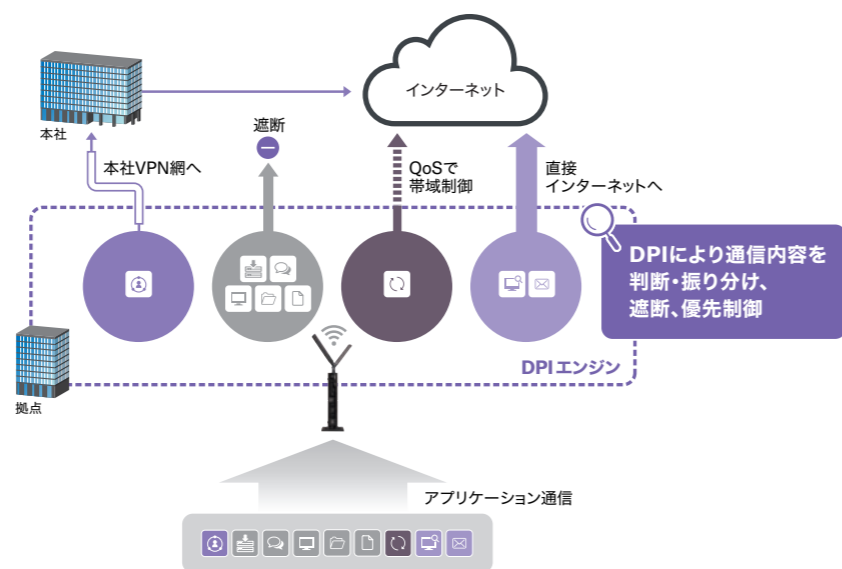 インターネット
本社
遮断
本社VPN網へ
QoSで
帯域制御
直接
インターネットへ
DPIにより通信内容を
判断・振り分け、
遮断、優先制御
DPIエンジン
拠点
アプリケーション通信